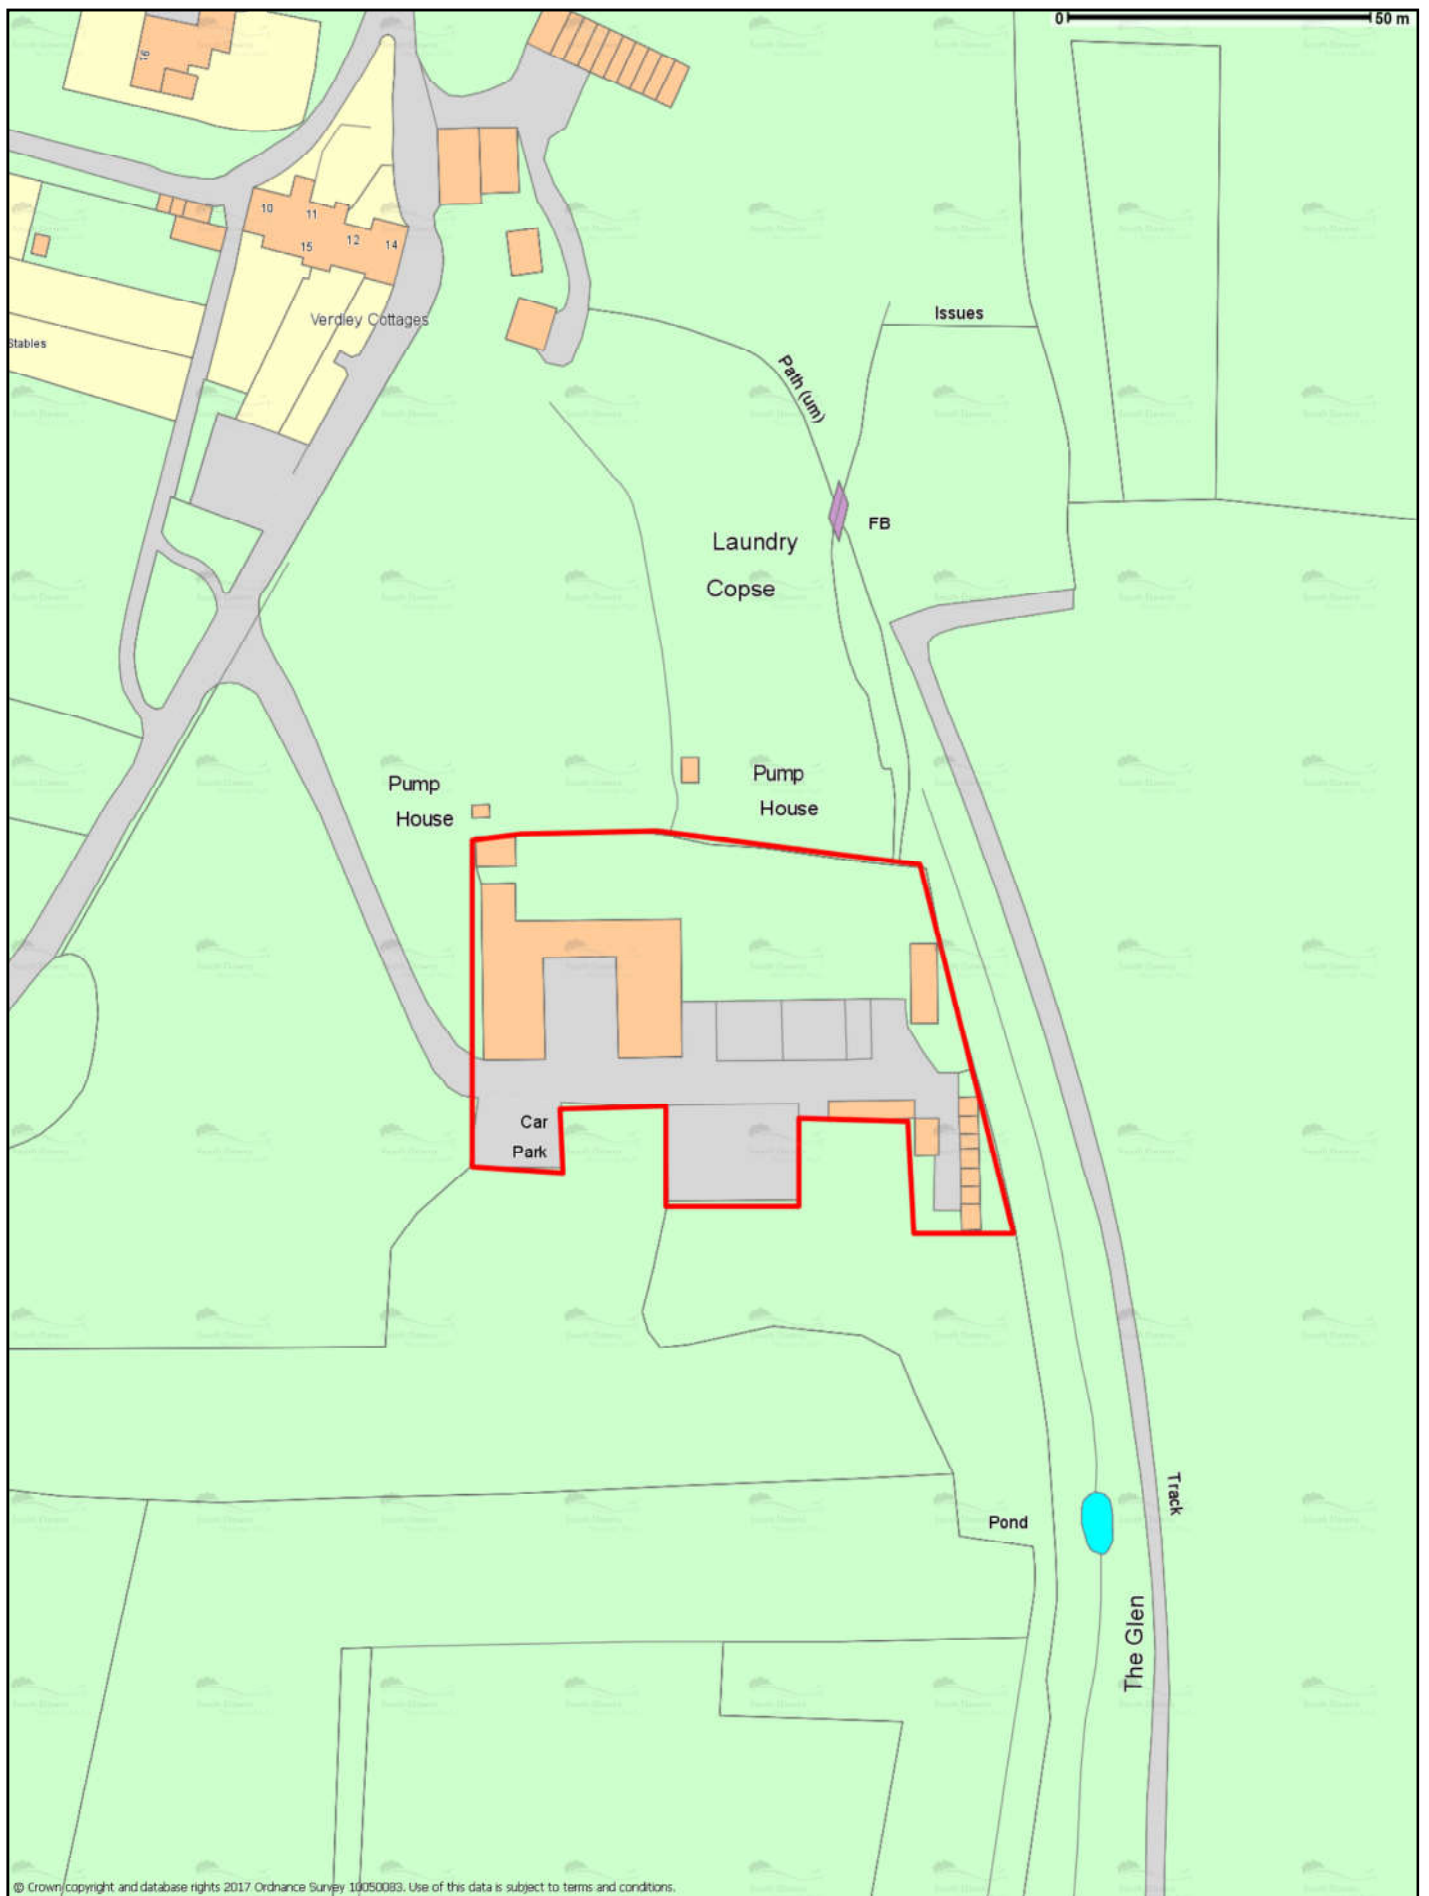 0 50 m
16
10
11
15
12
14
Verdley Cottages
Stables
Issues
Path (um)
FB
Laundry
Copse
Pump
House
Pump
House
Car
Park
Pond
Track
The Glen
© Crown copyright and database rights 2017 Ordnance Survey 10050083. Use of this data is subject to terms and conditions.